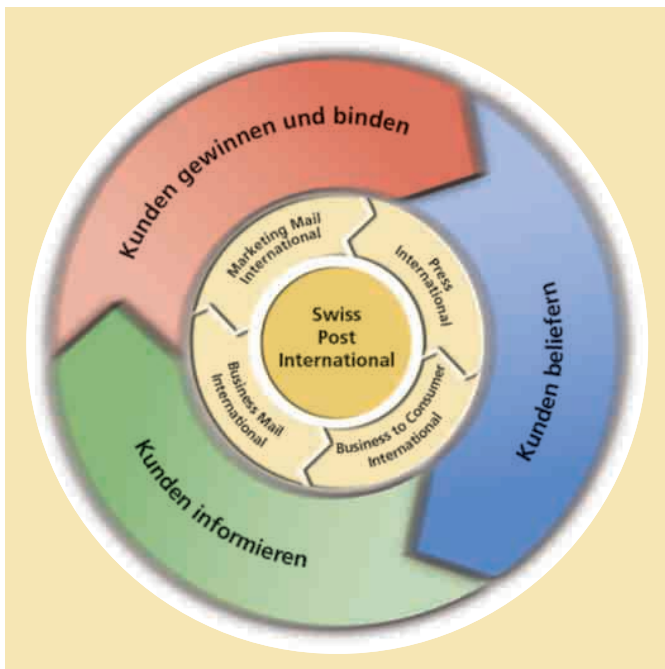 Kunden gewinnen und binden
Kunden beliefern
Kunden informieren
Marketing Mail
International
Press
International
Business to Consumer
International
Business Mail
International
Swiss
Post
International